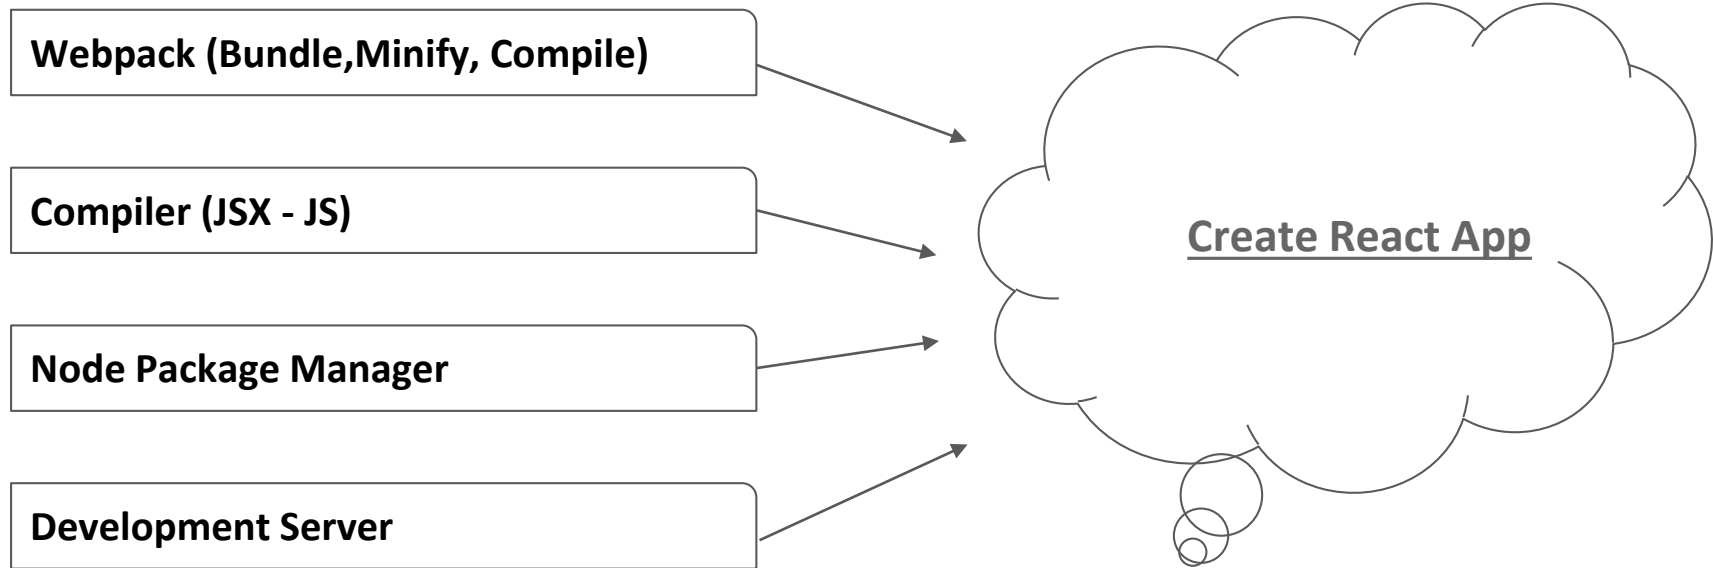 Webpack (Bundle,Minify, Compile)
Compiler (JSX - JS)
Create React App
Node Package Manager
Development Server